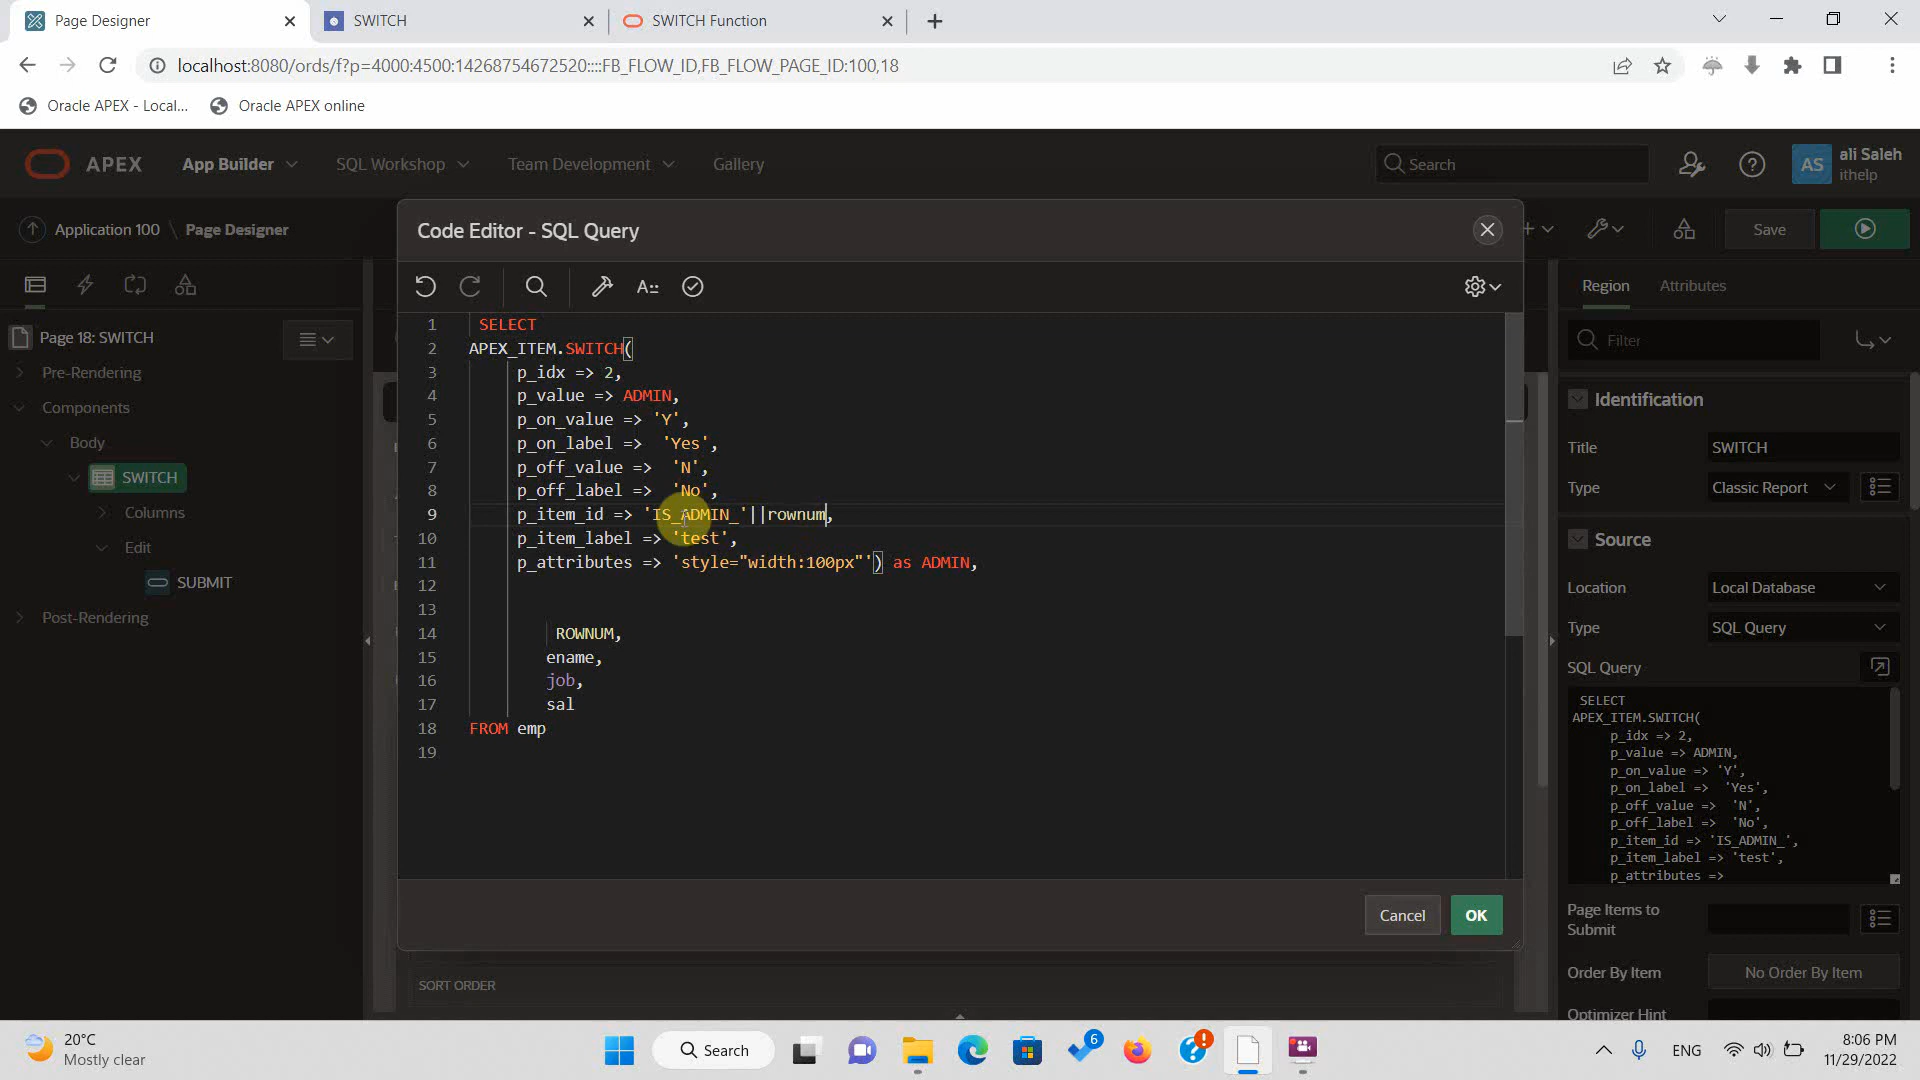 Page Designer
SWITCH
SWITCH Function
localhost:8080/ords/f?p=4000:4500:14268754672520::::FB_FLOW_ID,FB_FLOW_PAGE_ID:100,18
Oracle APEX - Local...
Oracle APEX online
APEX
App Builder
SQL Workshop
Team Development
Gallery
Search
AS
ali Saleh
ithelp
Application 100 \ Page Designer
Save
Code Editor - SQL Query
Page 18: SWITCH
Pre-Rendering
Components
Body
SWITCH
Columns
Edit
SUBMIT
Post-Rendering
1 SELECT
2 APEX_ITEM.SWITCH(
3 p_idx => 2,
4 p_value => ADMIN,
5 p_on_value => 'Y',
6 p_on_label => 'Yes',
7 p_off_value => 'N',
8 p_off_label => 'No',
9 p_item_id => 'IS_ADMIN_'||rownum,
10 p_item_label => 'test',
11 p_attributes => 'style="width:100px"') as ADMIN,
12
13
14 ROWNUM,
15 ename,
16 job,
17 sal
18 FROM emp
19
Cancel
OK
SORT ORDER
Region
Attributes
Filter
Identification
Title
SWITCH
Type
Classic Report
Source
Location
Local Database
Type
SQL Query
SQL Query
SELECT
APEX_ITEM.SWITCH(
p_idx => 2,
p_value => ADMIN,
p_on_value => 'Y',
p_on_label => 'Yes',
p_off_value => 'N',
p_off_label => 'No',
p_item_id => 'IS_ADMIN_',
p_item_label => 'test',
p_attributes =>
Page Items to
Submit
Order By Item
No Order By Item
Optimizer Hint
20°C
Mostly clear
Search
6
ENG
8:06 PM
11/29/2022